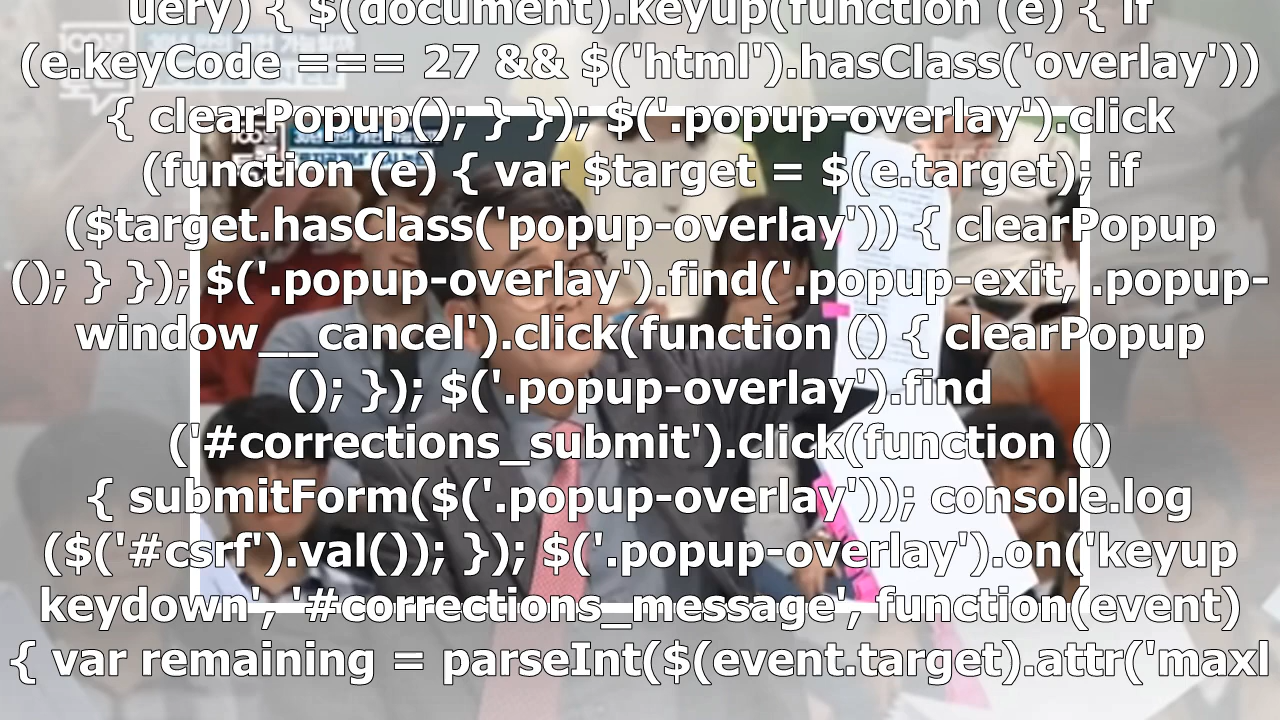 uery) { $(document).keyup(function (e) { if
(e.keyCode === 27 && $('html').hasClass('overlay'))
{ clearPopup(); } }); $('.popup-overlay').click
(function (e) { var $target = $(e.target); if
($target.hasClass('popup-overlay')) { clearPopup
(); } }); $('.popup-overlay').find('.popup-exit, .popup-
window__cancel').click(function () { clearPopup
(); }); $('.popup-overlay').find
('#corrections_submit').click(function ()
{ submitForm($('.popup-overlay')); console.log
($('#csrf').val()); }); $('.popup-overlay').on('keyup
keydown', '#corrections_message', function(event)
{ var remaining = parseInt($(event.target).attr('maxl